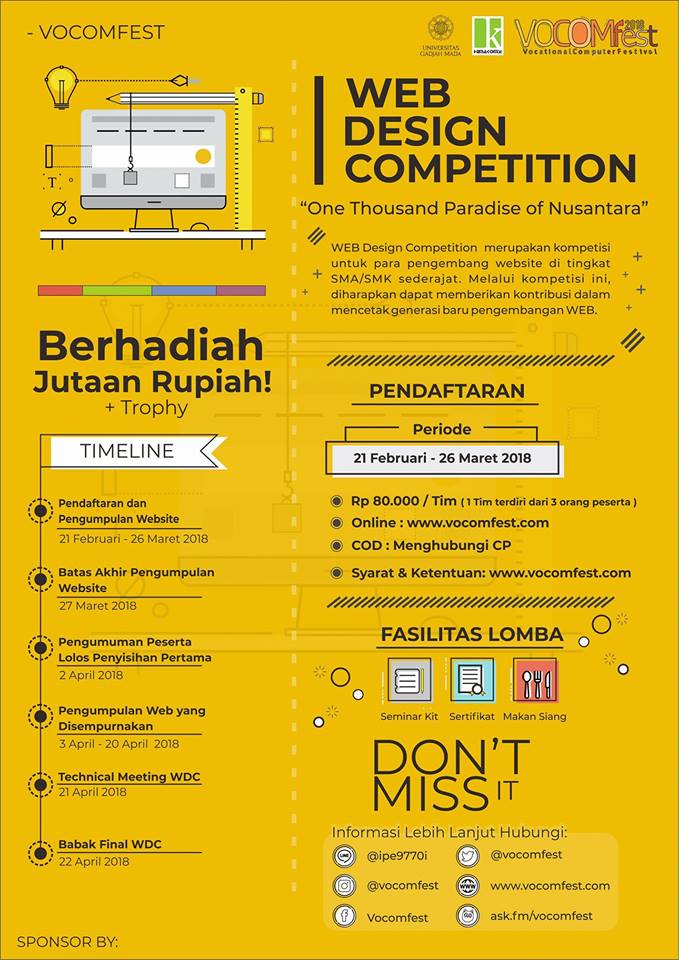 - VOCOMFEST
UNIVERSITAS
GADJAH MADA
HIMAKOMSI
VOCOMfest
2018
VocationalComputerFestival
T
WEB
DESIGN
COMPETITION
“One Thousand Paradise of Nusantara”
WEB Design Competition merupakan kompetisi
untuk para pengembang website di tingkat
SMA/SMK sederajat. Melalui kompetisi ini,
diharapkan dapat memberikan kontribusi dalam
mencetak generasi baru pengembangan WEB.
Berhadiah
Jutaan Rupiah!
+ Trophy
TIMELINE
Pendaftaran dan
Pengumpulan Website
21 Februari - 26 Maret 2018
Batas Akhir Pengumpulan
Website
27 Maret 2018
Pengumuman Peserta
Lolos Penyisihan Pertama
2 April 2018
Pengumpulan Web yang
Disempurnakan
3 April - 20 April 2018
Technical Meeting WDC
21 April 2018
Babak Final WDC
22 April 2018
PENDAFTARAN
Periode
21 Februari - 26 Maret 2018
Rp 80.000 / Tim ( 1 Tim terdiri dari 3 orang peserta )
Online : www.vocomfest.com
COD : Menghubungi CP
Syarat & Ketentuan: www.vocomfest.com
FASILITAS LOMBA
Seminar Kit Sertifikat Makan Siang
DON’T
MISS IT
Informasi Lebih Lanjut Hubungi:
LINE @ipe9770i @vocomfest
@vocomfest WWW www.vocomfest.com
Vocomfest ask.fm/vocomfest
SPONSOR BY: